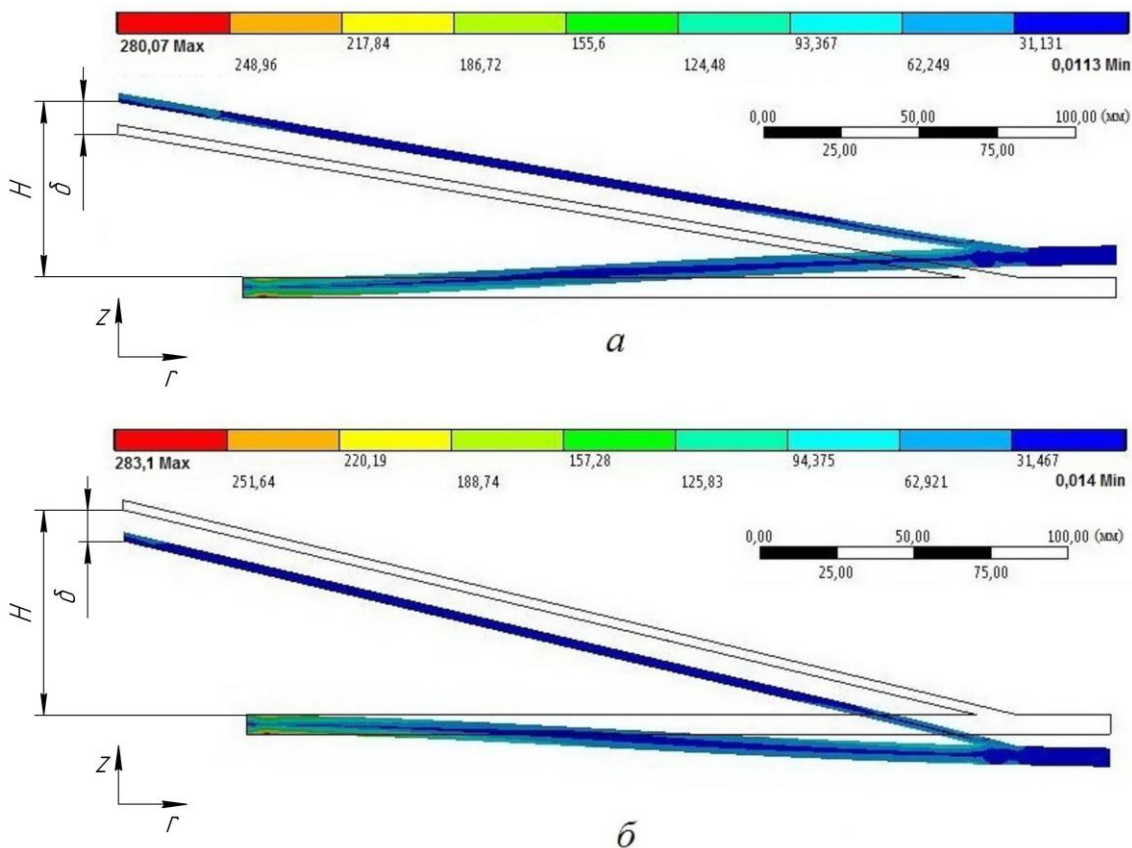 280,07 Max 217,84 155,6 93,367 31,131
248,96 186,72 124,48 62,249 0,0113 Min
0,00 50,00 100,00 (мм)
25,00 75,00
H δ
Z
r
а
283,1 Max 220,19 157,28 94,375 31,467
251,64 188,74 125,83 62,921 0,014 Min
0,00 50,00 100,00 (мм)
25,00 75,00
H δ
Z
r
б